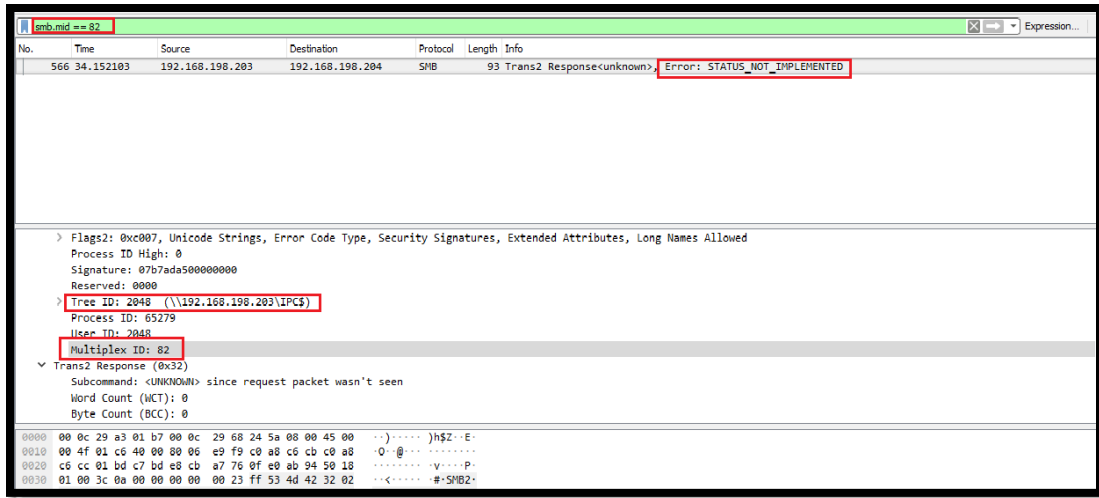 smb.mid == 82 Expression...
No. Time Source Destination Protocol Length Info
566 34.152103 192.168.198.203 192.168.198.204 SMB 93 Trans2 Response<unknown>, Error: STATUS_NOT_IMPLEMENTED
> Flags2: 0xc007, Unicode Strings, Error Code Type, Security Signatures, Extended Attributes, Long Names Allowed
Process ID High: 0
Signature: 07b7ada500000000
Reserved: 0000
> Tree ID: 2048 (\\192.168.198.203\IPC$)
Process ID: 65279
User ID: 2048
Multiplex ID: 82
Trans2 Response (0x32)
Subcommand: <UNKNOWN> since request packet wasn't seen
Word Count (WCT): 0
Byte Count (BCC): 0
0000 00 0c 29 a3 01 b7 00 0c 29 68 24 5a 08 00 45 00 ··)····· )h$Z··E·
0010 00 4f 01 c6 40 00 80 06 e9 f9 c0 a8 c6 cb c0 a8 ·O··@··· ········
0020 c6 cc 01 bd c7 bd e8 cb a7 76 0f e0 ab 94 50 18 ········ ·v····P·
0030 01 00 3c 0a 00 00 00 00 00 23 ff 53 4d 42 32 02 ··<····· ·#·SMB2·